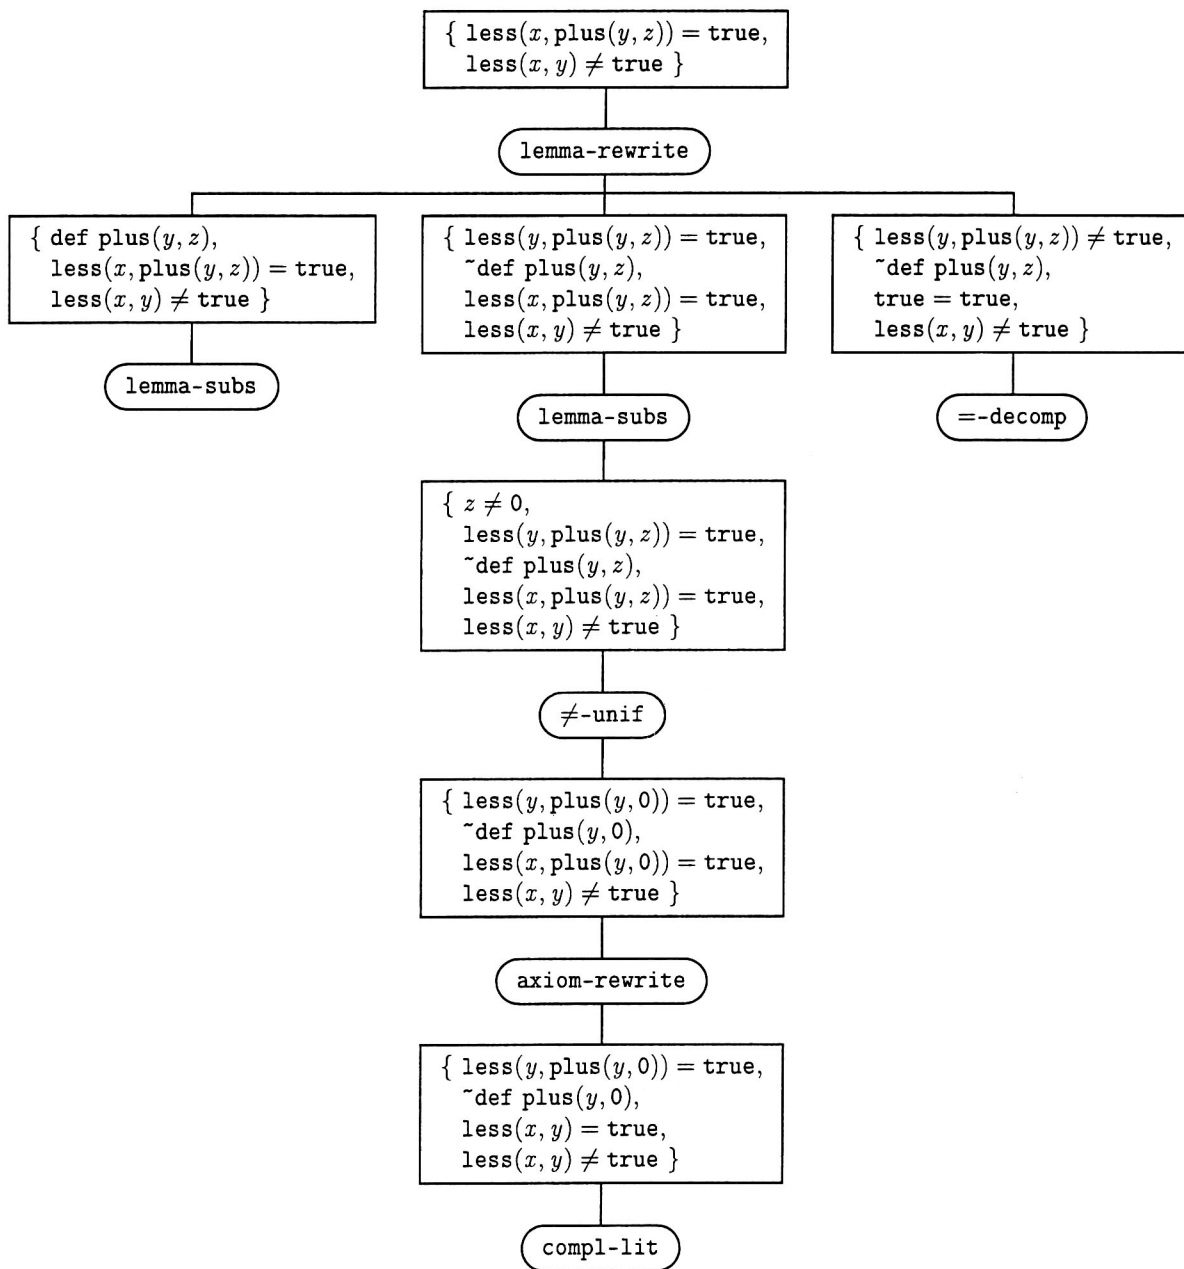 { less(x, plus(y, z)) = true,
less(x, y) ≠ true }
lemma-rewrite
{ def plus(y, z),
less(x, plus(y, z)) = true,
less(x, y) ≠ true }
{ less(y, plus(y, z)) = true,
~def plus(y, z),
less(x, plus(y, z)) = true,
less(x, y) ≠ true }
{ less(y, plus(y, z)) ≠ true,
~def plus(y, z),
true = true,
less(x, y) ≠ true }
lemma-subs
lemma-subs
=-decomp
{ z ≠ 0,
less(y, plus(y, z)) = true,
~def plus(y, z),
less(x, plus(y, z)) = true,
less(x, y) ≠ true }
≠-unif
{ less(y, plus(y, 0)) = true,
~def plus(y, 0),
less(x, plus(y, 0)) = true,
less(x, y) ≠ true }
axiom-rewrite
{ less(y, plus(y, 0)) = true,
~def plus(y, 0),
less(x, y) = true,
less(x, y) ≠ true }
compl-lit